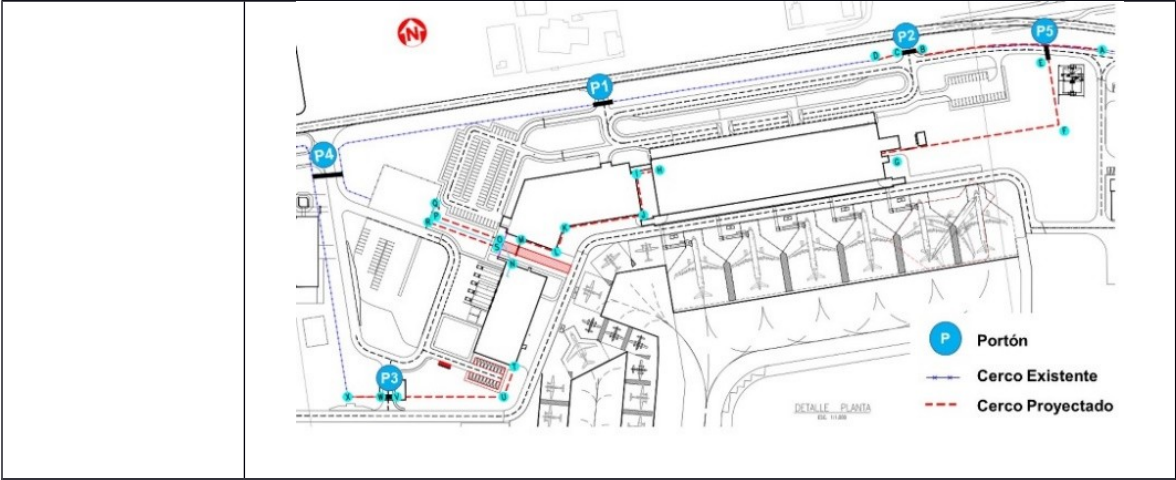 N
P2
P5
D
C
B
A
E
P1
F
P4
G
I
H
J
Q
P
R
K
O
S
M
L
N
P
Portón
Cerco Existente
T
P3
Cerco Proyectado
X
W
V
U
DETALLE PLANTA